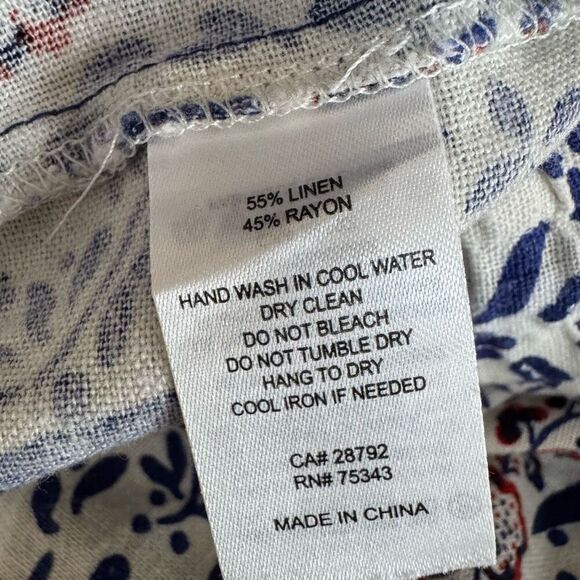 55% LINEN
45% RAYON
HAND WASH IN COOL WATER
DRY CLEAN
DO NOT BLEACH
DO NOT TUMBLE DRY
HANG TO DRY
COOL IRON IF NEEDED
CA# 28792
RN# 75343
MADE IN CHINA